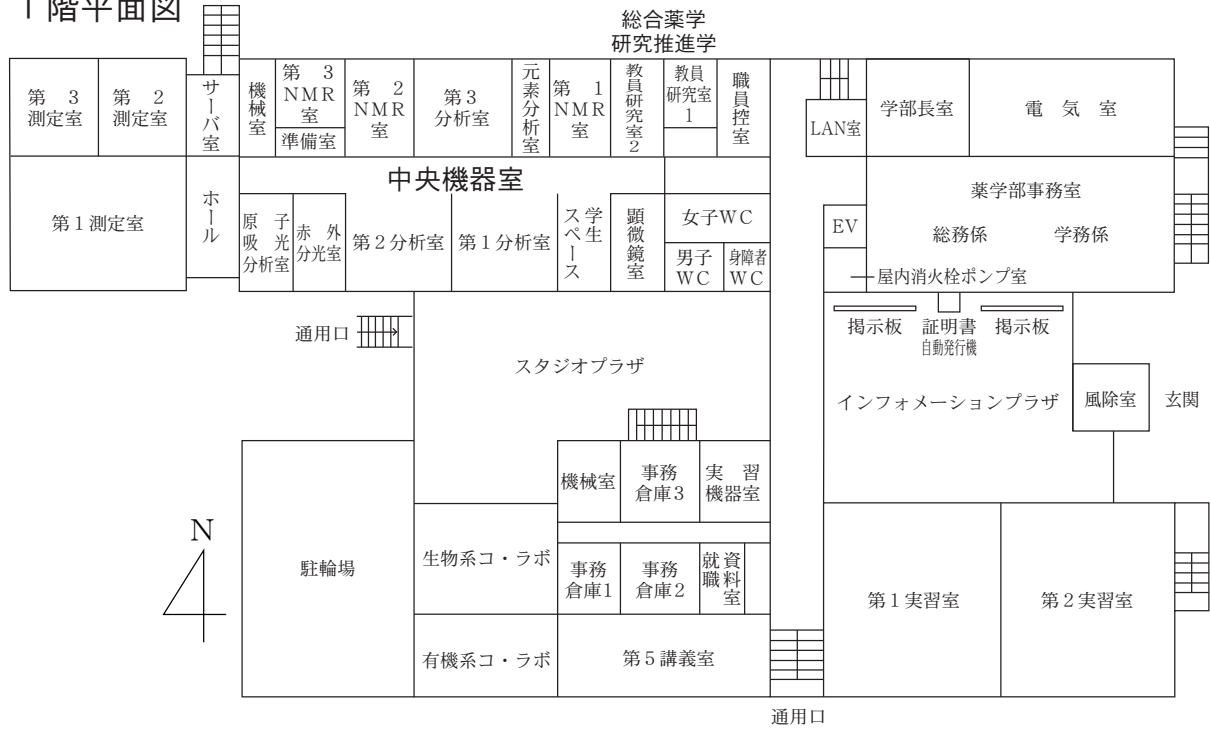 1階平面図
総合薬学
研究推進学
第3
測定室
第2
測定室
サーバ室
機械室
第3
NMR
室
準備室
第2
NMR
室
第3
分析室
元素分析室
第1
NMR
室
教員研究室2
教員
研究室
1
職員控室
LAN室
学部長室
電気室
中央機器室
第1測定室
ホール
原子
吸光
分析室
赤外
分光室
第2分析室
第1分析室
学生
スペース
顕微鏡室
女子WC
男子
WC
身障者
WC
EV
薬学部事務室
総務係
学務係
屋内消火栓ポンプ室
掲示板
証明書
自動発行機
掲示板
通用口
スタジオプラザ
インフォメーションプラザ
風除室
玄関
機械室
事務
倉庫3
実習
機器室
N
駐輪場
生物系コ・ラボ
事務
倉庫1
事務
倉庫2
就職
資料室
第1実習室
第2実習室
有機系コ・ラボ
第5講義室
通用口